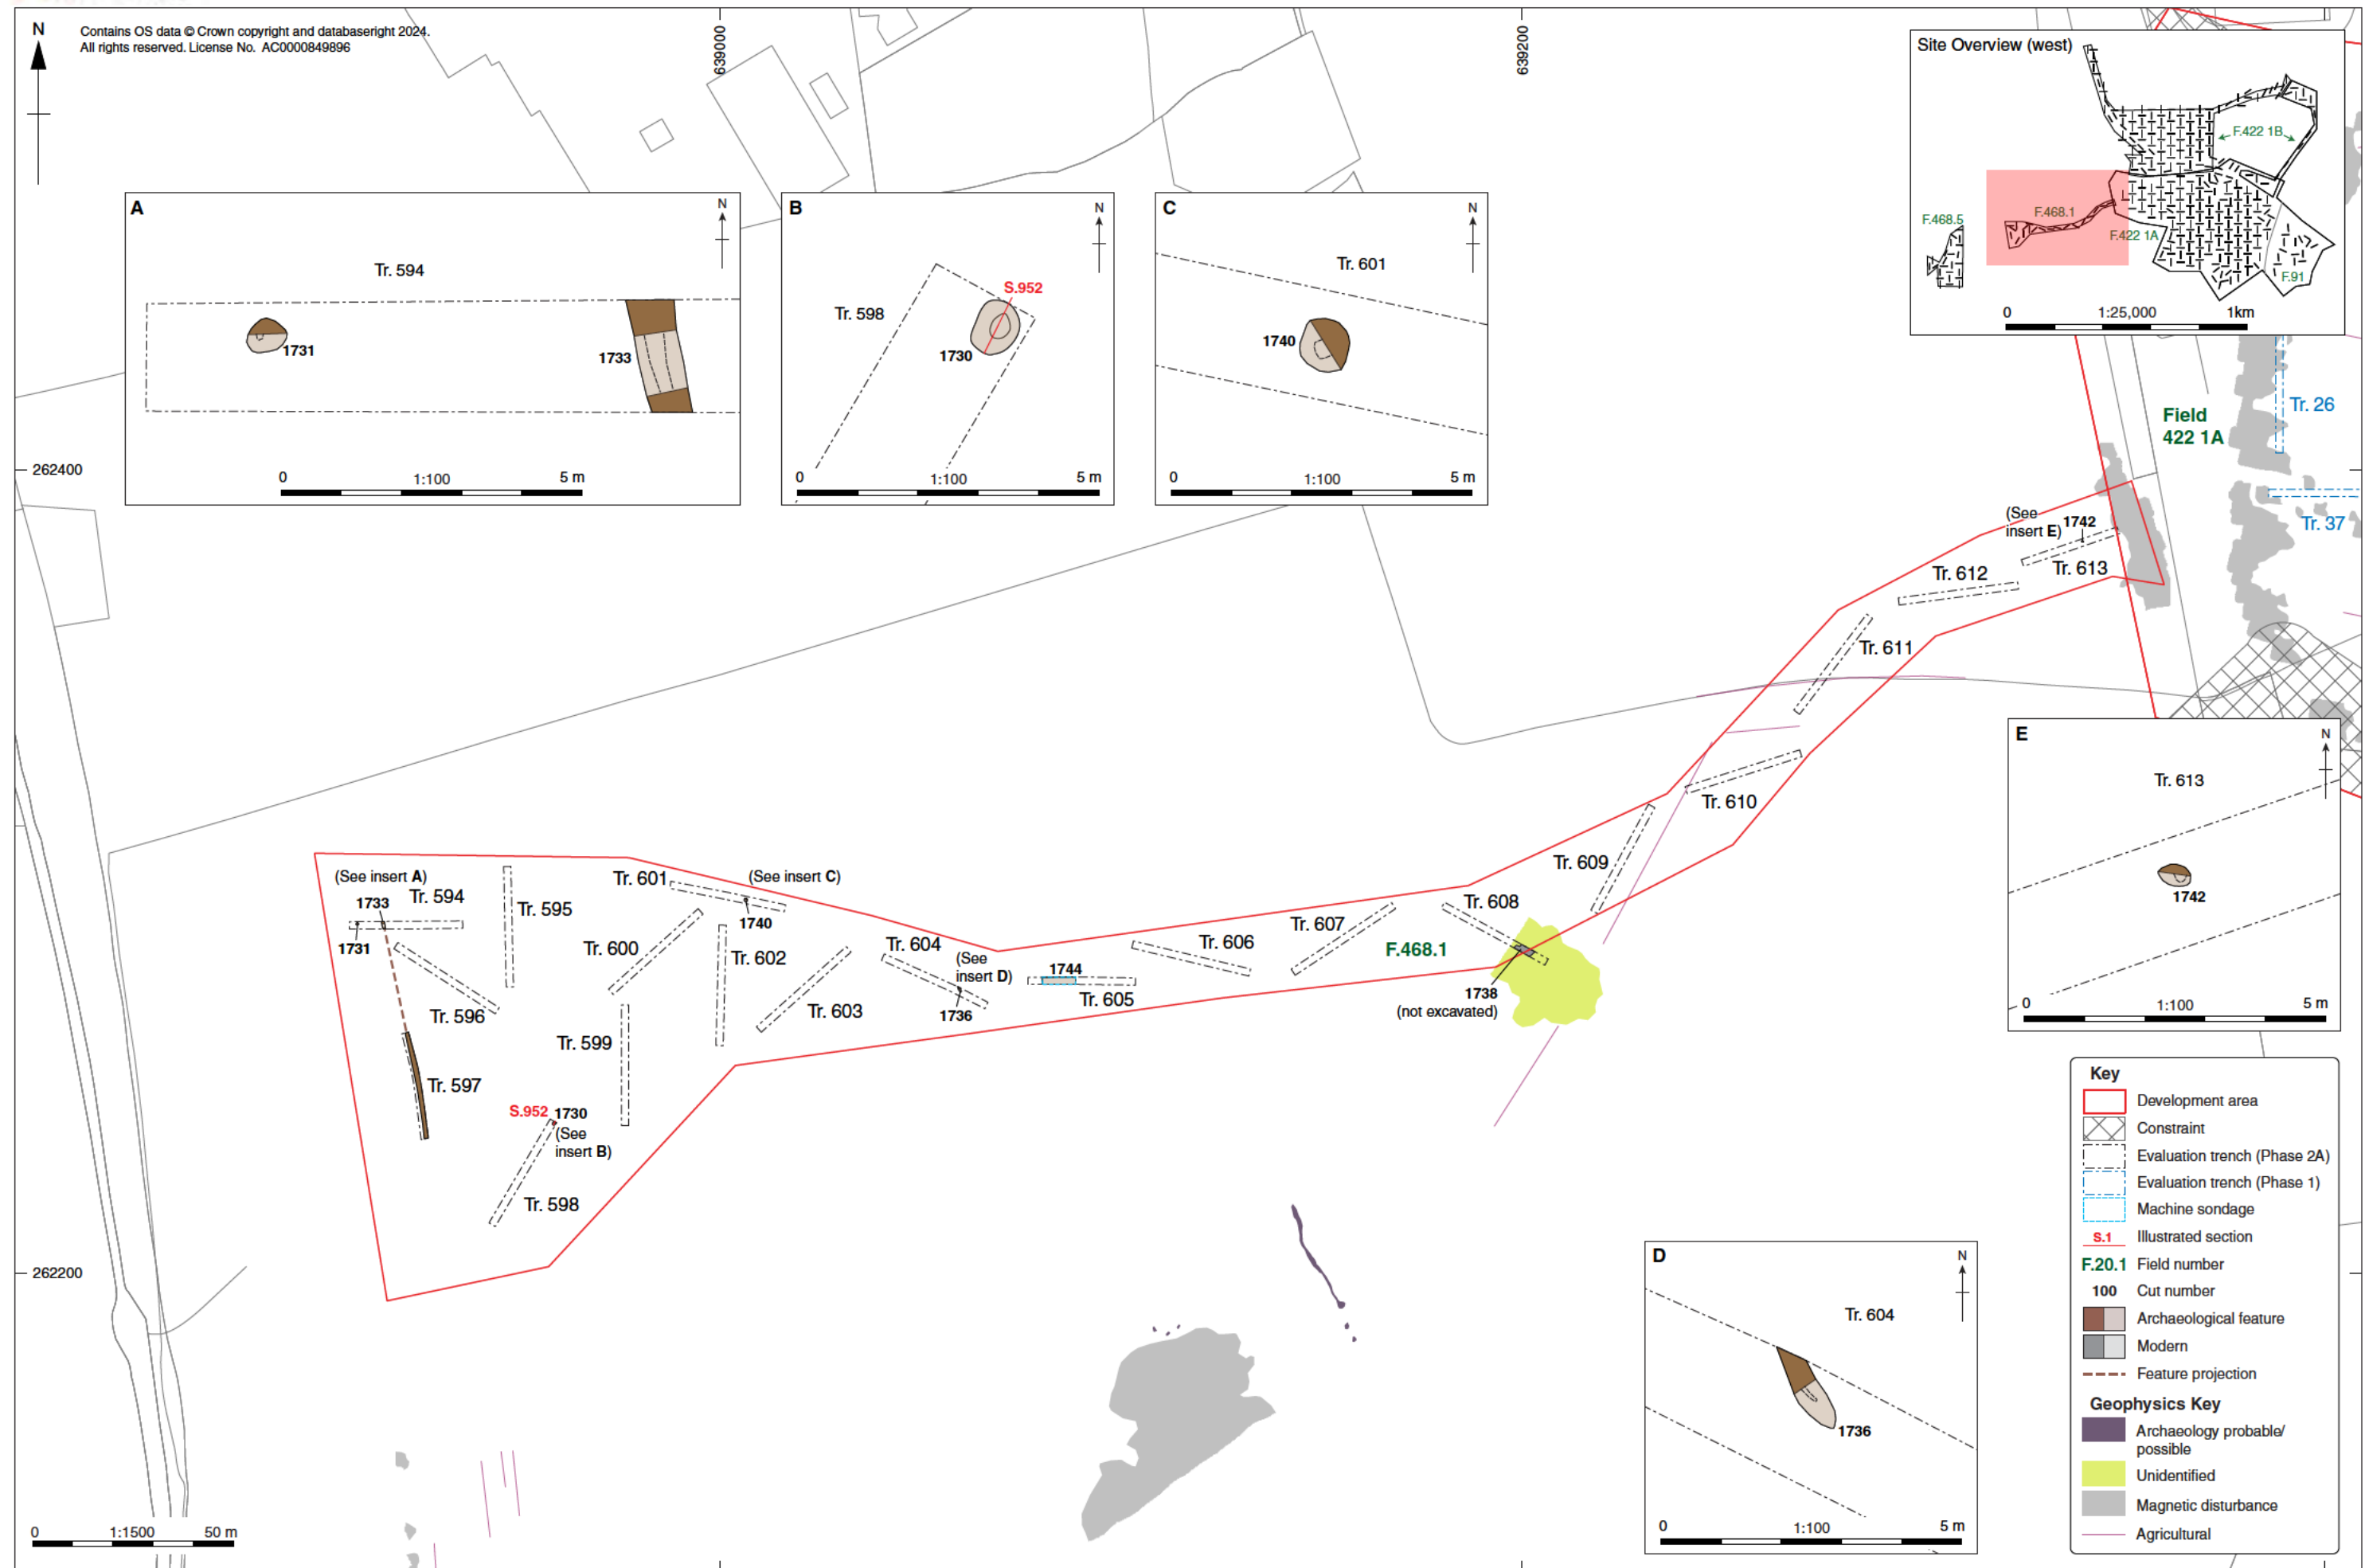 N
Contains OS data © Crown copyright and databaseright 2024.
All rights reserved. License No. AC0000849896
639000
639200
Site Overview (west)
F.422 1B
F.468.5
F.468.1
F.422 1A
F.91
0 1:25,000 1km
A
N
Tr. 594
1731
1733
0 1:100 5 m
B
N
S.952
Tr. 598
1730
0 1:100 5 m
C
N
Tr. 601
1740
0 1:100 5 m
Field
422 1A
Tr. 26
Tr. 37
262400
(See
insert E)
1742
Tr. 613
Tr. 612
Tr. 611
Tr. 610
Tr. 609
Tr. 608
Tr. 607
F.468.1
1738
(not excavated)
Tr. 606
1744
Tr. 605
(See
insert D)
Tr. 604
1736
Tr. 603
Tr. 602
(See insert C)
Tr. 601
1740
Tr. 600
Tr. 599
(See insert A)
1733
Tr. 594
1731
Tr. 595
Tr. 596
Tr. 597
S.952 1730
(See
insert B)
Tr. 598
262200
E
N
Tr. 613
1742
0 1:100 5 m
D
N
Tr. 604
1736
0 1:100 5 m
Key
Development area
Constraint
Evaluation trench (Phase 2A)
Evaluation trench (Phase 1)
Machine sondage
S.1 Illustrated section
F.20.1 Field number
100 Cut number
Archaeological feature
Modern
Feature projection
Geophysics Key
Archaeology probable/
possible
Unidentified
Magnetic disturbance
Agricultural
0 1:1500 50 m